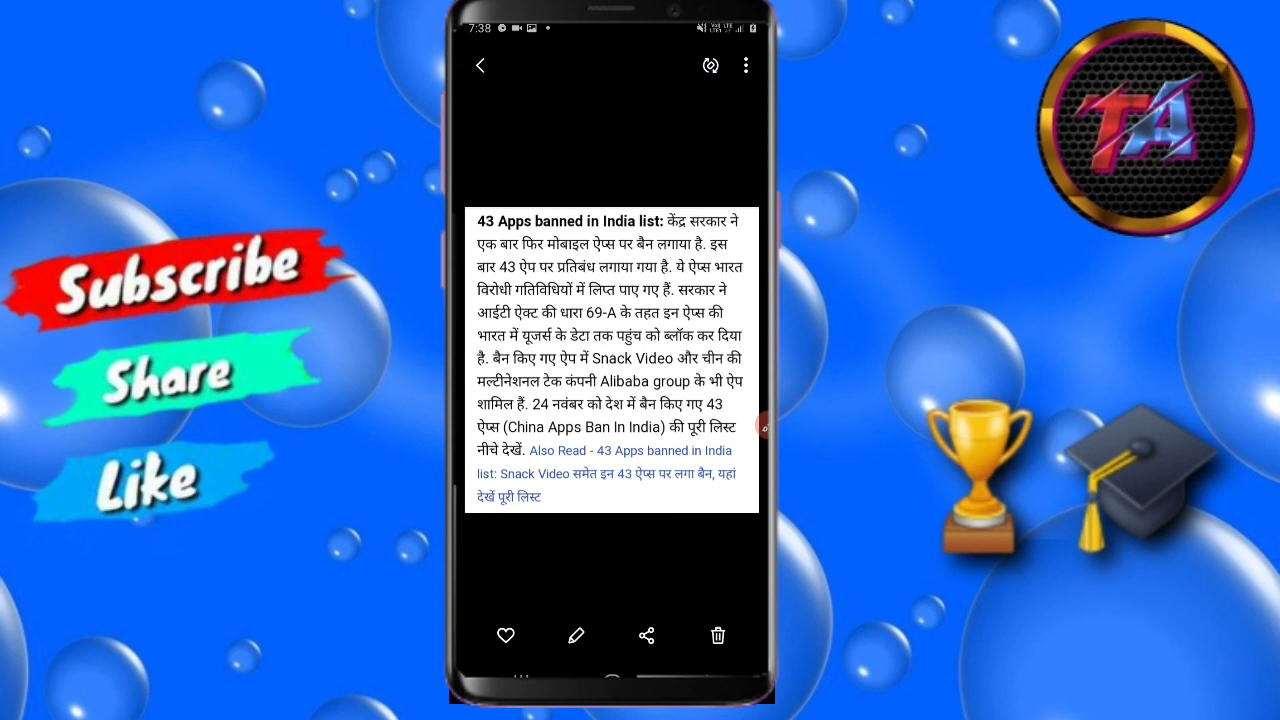 7:38
TA
43 Apps banned in India list: केंद्र सरकार ने
एक बार फिर मोबाइल ऐप्स पर बैन लगाया है. इस
बार 43 ऐप पर प्रतिबंध लगाया गया है. ये ऐप्स भारत
विरोधी गतिविधियों में लिप्त पाए गए हैं. सरकार ने
आईटी ऐक्ट की धारा 69-A के तहत इन ऐप्स की
भारत में यूजर्स के डेटा तक पहुंच को ब्लॉक कर दिया
है. बैन किए गए ऐप में Snack Video और चीन की
मल्टीनेशनल टेक कंपनी Alibaba group के भी ऐप
शामिल हैं. 24 नवंबर को देश में बैन किए गए 43
ऐप्स (China Apps Ban In India) की पूरी लिस्ट
नीचे देखें. Also Read - 43 Apps banned in India
list: Snack Video समेत इन 43 ऐप्स पर लगा बैन, यहां
देखें पूरी लिस्ट
Subscribe
Share
Like